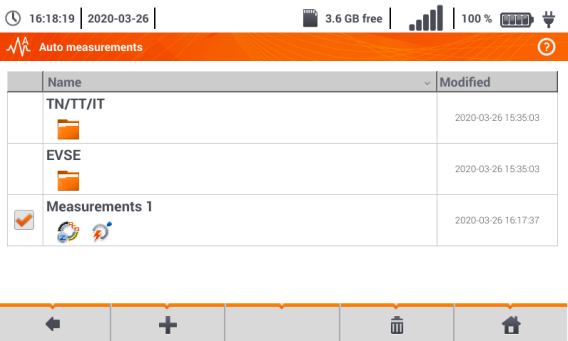 16:18:19 2020-03-26 3.6 GB free 100 %
Auto measurements ?
Name Modified
TN/TT/IT
2020-03-26 15:35:03
EVSE
2020-03-26 15:35:03
Measurements 1
2020-03-26 16:17:37